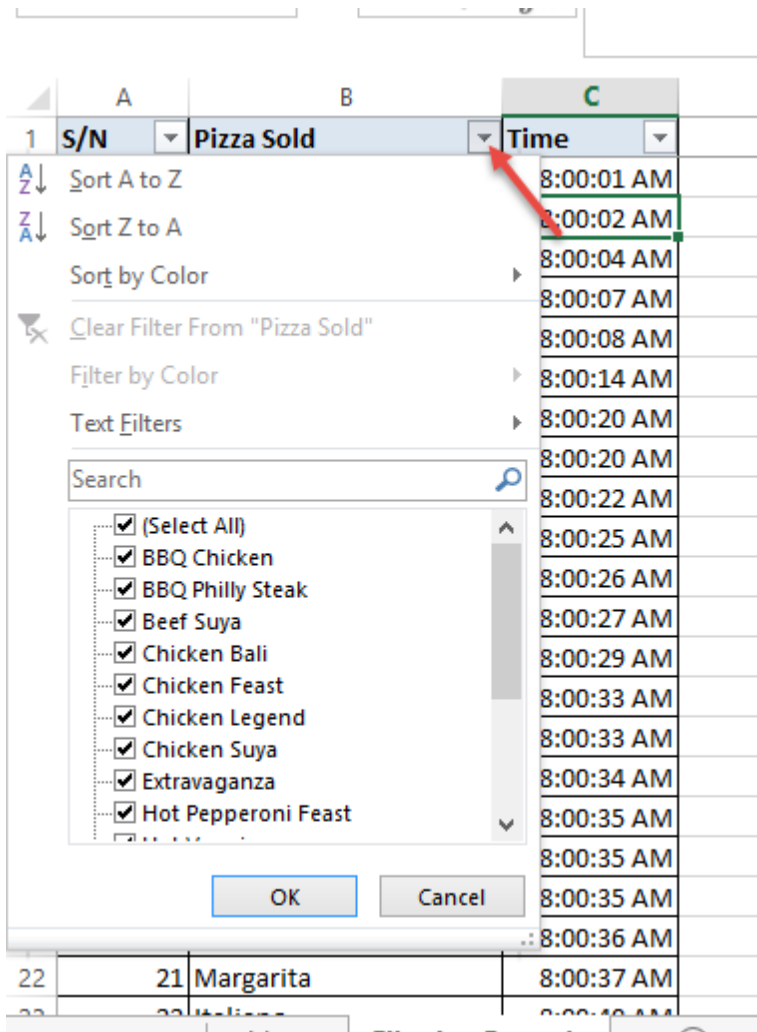 A B C
1 S/N Pizza Sold Time
Sort A to Z 8:00:01 AM
Sort Z to A 8:00:02 AM
Sort by Color 8:00:04 AM
8:00:07 AM
Clear Filter From "Pizza Sold" 8:00:08 AM
Filter by Color 8:00:14 AM
Text Filters 8:00:20 AM
8:00:20 AM
Search 8:00:22 AM
(Select All) 8:00:25 AM
BBQ Chicken
BBQ Philly Steak 8:00:26 AM
Beef Suya 8:00:27 AM
Chicken Bali 8:00:29 AM
Chicken Feast 8:00:33 AM
Chicken Legend
Chicken Suya 8:00:33 AM
Extravaganza 8:00:34 AM
Hot Pepperoni Feast 8:00:35 AM
8:00:35 AM
OK Cancel 8:00:35 AM
8:00:36 AM
22 21 Margarita 8:00:37 AM